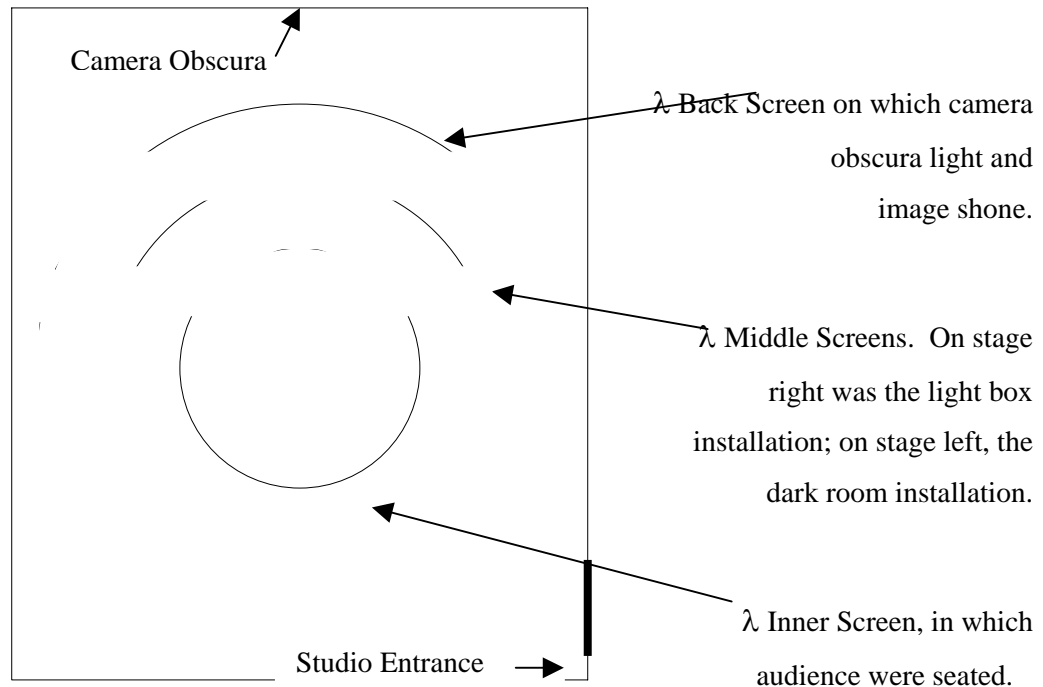 Camera Obscura
λ Back Screen on which camera
obscura light and
image shone.
λ Middle Screens.  On stage
right was the light box
installation; on stage left, the
dark room installation.
λ Inner Screen, in which
audience were seated.
Studio Entrance